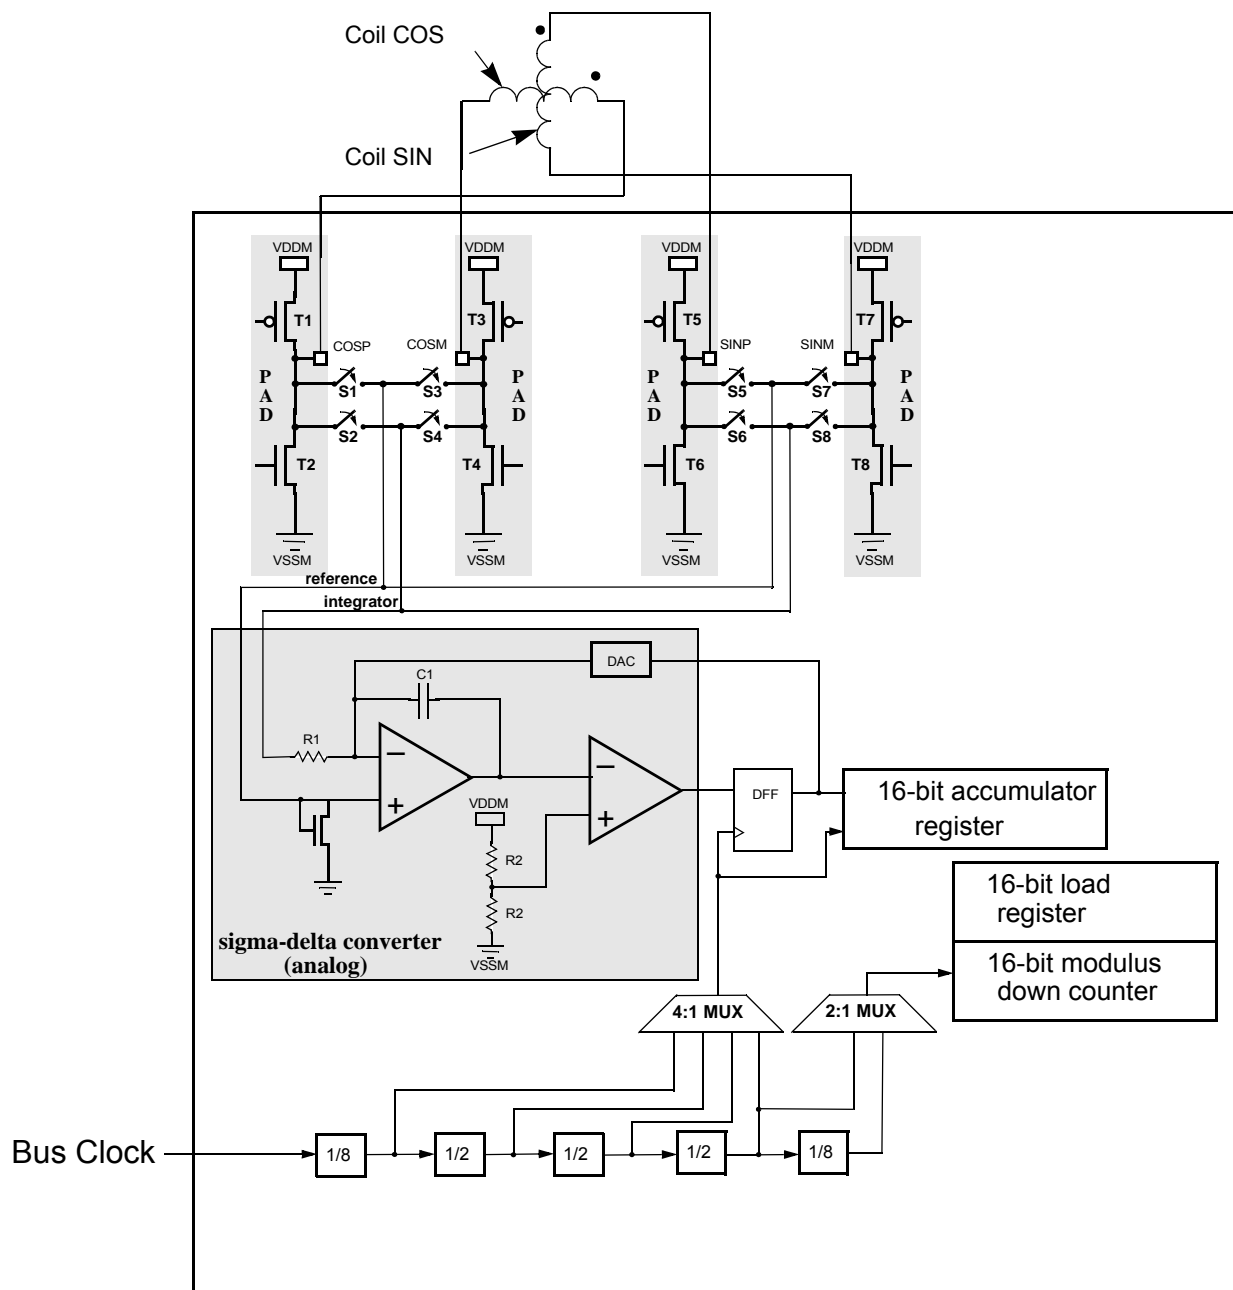 Coil COS
Coil SIN
VDDM
VDDM
VDDM
VDDM
T1
T3
T5
T7
COSP
COSM
SINP
SINM
PAD
PAD
PAD
PAD
S1
S3
S5
S7
S2
S4
S6
S8
T2
T4
T6
T8
VSSM
VSSM
VSSM
VSSM
reference
integrator
DAC
C1
R1
−
+
−
+
VDDM
R2
R2
VSSM
DFF
16-bit accumulator
register
16-bit load
register
sigma-delta converter
(analog)
16-bit modulus
down counter
4:1 MUX
2:1 MUX
Bus Clock
1/8
1/2
1/2
1/2
1/8